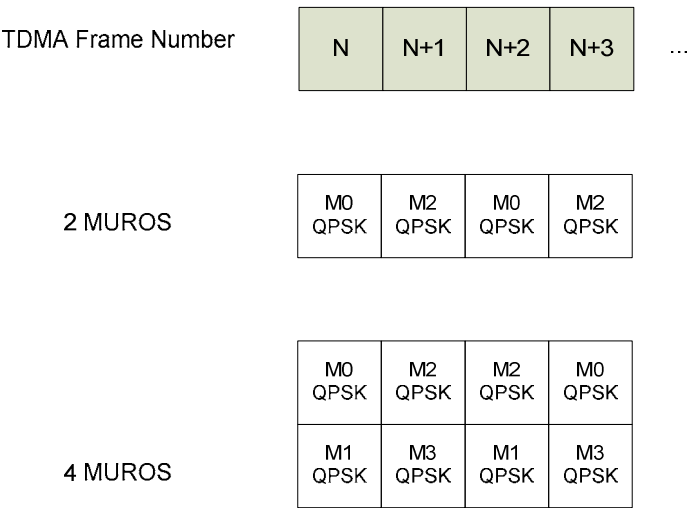 TDMA Frame Number
N N+1 N+2 N+3 ...
2 MUROS
M0 M2 M0 M2
QPSK QPSK QPSK QPSK
M0 M2 M2 M0
QPSK QPSK QPSK QPSK
4 MUROS
M1 M3 M1 M3
QPSK QPSK QPSK QPSK